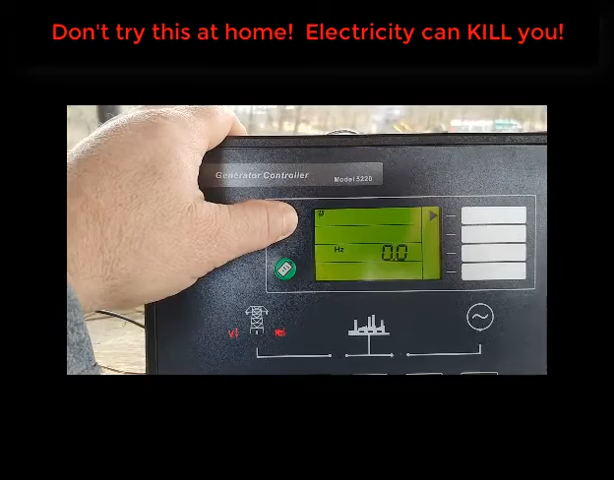 Don't try this at home! Electricity can KILL you!
Generator Controller
Model 5220
Hz
0.0